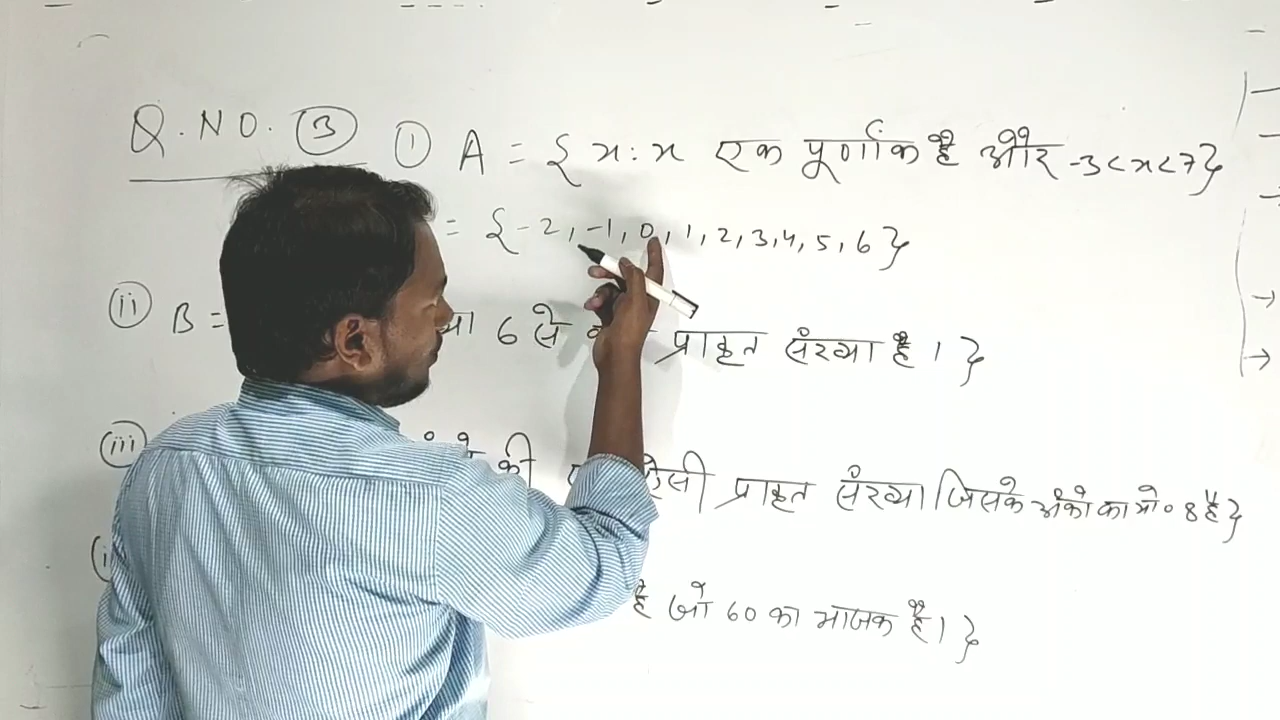 Q.NO. ③ ⓘ A = { x : x एक पूर्णांक है और -3<x<7}
= {-2, -1, 0, 1, 2, 3, 4, 5, 6}
(ii) B = 6 से प्राकृत संख्या है। }
(iii) की ऐसी प्राकृत संख्या जिसके अंको का यो० 8 है}
है जो 60 का भाजक है। }